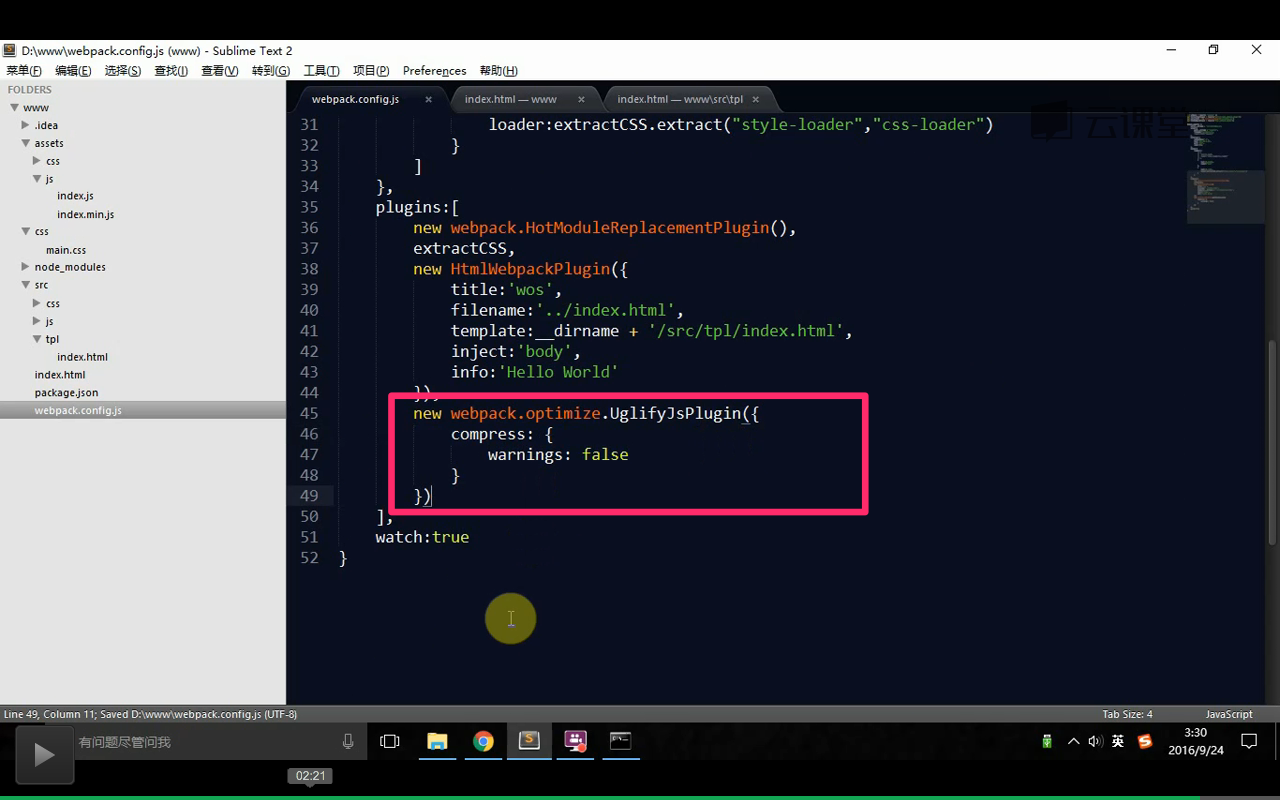 D:\www\webpack.config.js (www) - Sublime Text 2
菜单(F) 编辑(E) 选择(S) 查找(I) 查看(V) 转到(G) 工具(T) 项目(P) Preferences 帮助(H)
FOLDERS
www
.idea
assets
css
js
index.js
index.min.js
css
main.css
node_modules
src
css
js
tpl
index.html
index.html
package.json
webpack.config.js
webpack.config.js × index.html — www × index.html — www\src\tpl ×
云课堂
31 loader:extractCSS.extract("style-loader","css-loader")
32 }
33 ]
34 },
35 plugins:[
36 new webpack.HotModuleReplacementPlugin(),
37 extractCSS,
38 new HtmlWebpackPlugin({
39 title:'wos',
40 filename:'../index.html',
41 template:__dirname + '/src/tpl/index.html',
42 inject:'body',
43 info:'Hello World'
44 }),
45 new webpack.optimize.UglifyJsPlugin({
46 compress: {
47 warnings: false
48 }
49 })
50 ],
51 watch:true
52 }
Line 49, Column 11; Saved D:\www\webpack.config.js (UTF-8) Tab Size: 4 JavaScript
有问题尽管问我
英
3:30
2016/9/24
02:21